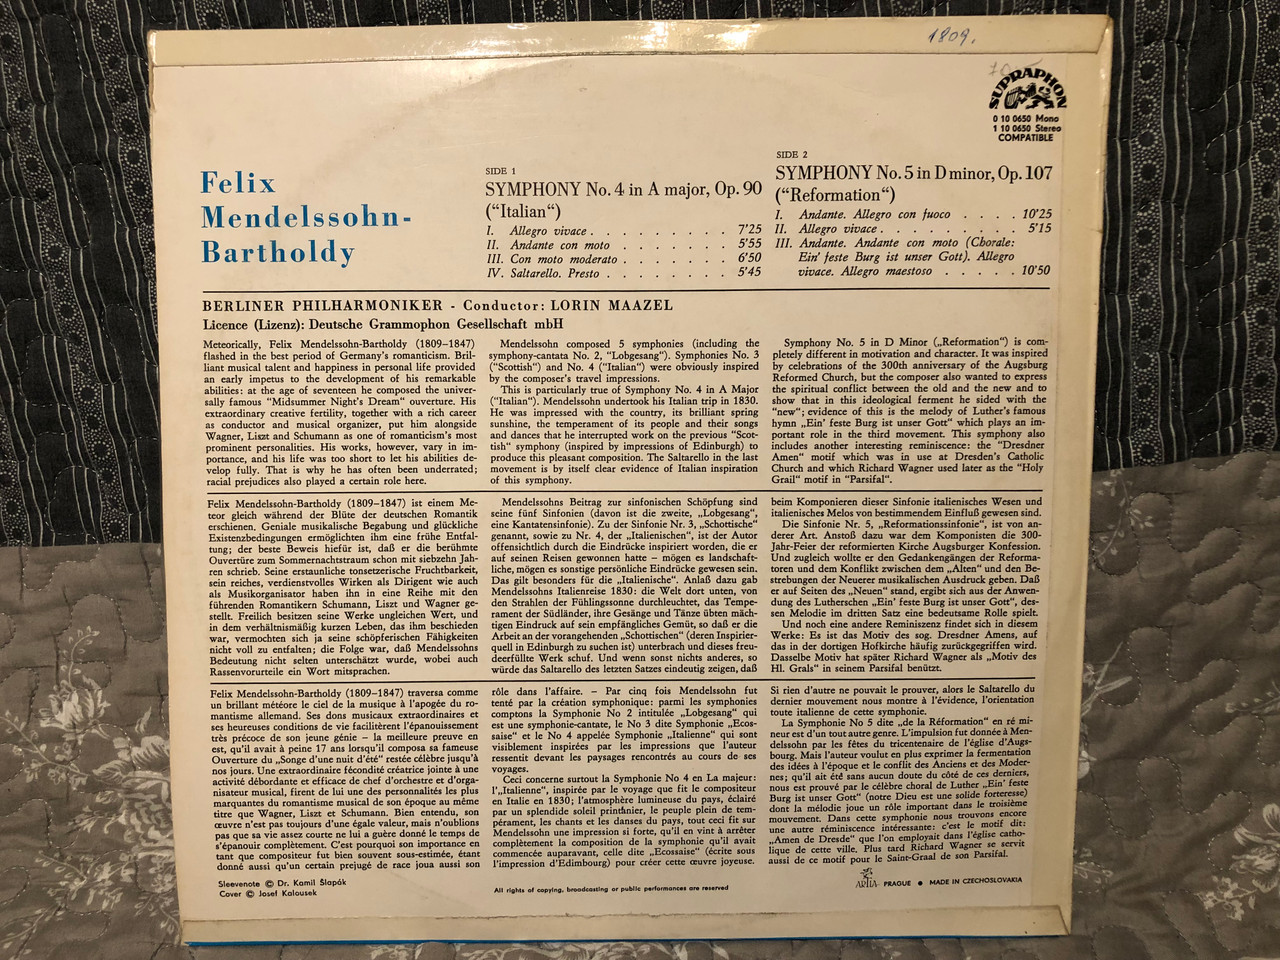 1809.
SUPRAPHON
0 10 0650 Mono
1 10 0650 Stereo
COMPATIBLE
Felix
Mendelssohn-
Bartholdy
SIDE 1
SYMPHONY No. 4 in A major, Op. 90
(“Italian“)
I. Allegro vivace . . . . . . . . . . 7’25
II. Andante con moto . . . . . . . 5’55
III. Con moto moderato . . . . . . . 6’50
IV. Saltarello. Presto . . . . . . . . 5’45
SIDE 2
SYMPHONY No. 5 in D minor, Op. 107
(“Reformation“)
I. Andante. Allegro con fuoco . . . . 10’25
II. Allegro vivace . . . . . . . . . . 5’15
III. Andante. Andante con moto (Chorale:
Ein’ feste Burg ist unser Gott). Allegro
vivace. Allegro maestoso . . . . . 10’50
BERLINER PHILHARMONIKER - Conductor: LORIN MAAZEL
Licence (Lizenz): Deutsche Grammophon Gesellschaft mbH
Meteorically, Felix Mendelssohn-Bartholdy (1809–1847)
flashed in the best period of Germany’s romanticism. Bril-
liant musical talent and happiness in personal life provided
an early impetus to the development of his remarkable
abilities: at the age of seventeen he composed the univer-
sally famous “Midsummer Night’s Dream“ ouverture. His
extraordinary creative fertility, together with a rich career
as conductor and musical organizer, put him alongside
Wagner, Liszt and Schumann as one of romanticism’s most
prominent personalities. His works, however, vary in im-
portance, and his life was too short to let his abilities de-
velop fully. That is why he has often been underrated;
racial prejudices also played a certain role here.
Mendelssohn composed 5 symphonies (including the
symphony-cantata No. 2, “Lobgesang“). Symphonies No. 3
(“Scottish“) and No. 4 (“Italian“) were obviously inspired
by the composer’s travel impressions.
This is particularly true of Symphony No. 4 in A Major
(“Italian“). Mendelssohn undertook his Italian trip in 1830.
He was impressed with the country, its brilliant spring
sunshine, the temperament of its people and their songs
and dances that he interrupted work on the previous “Scot-
tish“ symphony (inspired by impressions of Edinburgh) to
produce this pleasant composition. The Saltarello in the last
movement is by itself clear evidence of Italian inspiration
of this symphony.
Symphony No. 5 in D Minor („Reformation“) is com-
pletely different in motivation and character. It was inspired
by celebrations of the 300th anniversary of the Augsburg
Reformed Church, but the composer also wanted to express
the spiritual conflict between the old and the new and to
show that in this ideological ferment he sided with the
“new“; evidence of this is the melody of Luther’s famous
hymn „Ein’ feste Burg ist unser Gott“ which plays an im-
portant role in the third movement. This symphony also
includes another interesting reminiscence: the “Dresdner
Amen“ motif which was in use at Dresden’s Catholic
Church and which Richard Wagner used later as the “Holy
Grail“ motif in “Parsifal“.
Felix Mendelssohn-Bartholdy (1809–1847) ist einem Me-
teor gleich während der Blüte der deutschen Romantik
erschienen. Geniale musikalische Begabung und glückliche
Existenzbedingungen ermöglichten ihm eine frühe Entfal-
tung; der beste Beweis hiefür ist, daß er die berühmte
Ouvertüre zum Sommernachtstraum schon mit siebzehn Jah-
ren schrieb. Seine erstaunliche tonsetzerische Fruchtbarkeit,
sein reiches, verdienstvolles Wirken als Dirigent wie auch
als Musikorganisator haben ihn in eine Reihe mit den
führenden Romantikern Schumann, Liszt und Wagner ge-
stellt. Freilich besitzen seine Werke ungleichen Wert, und
in dem verhältnismäßig kurzen Leben, das ihm beschieden
war, vermochten sich ja seine schöpferischen Fähigkeiten
nicht voll zu entfalten; die Folge war, daß Mendelssohns
Bedeutung nicht selten unterschätzt wurde, wobei auch
Rassenvorurteile ein Wort mitsprachen.
Mendelssohns Beitrag zur sinfonischen Schöpfung sind
seine fünf Sinfonien (davon ist die zweite, „Lobgesang“,
eine Kantatensinfonie). Zu der Sinfonie Nr. 3, „Schottische“
genannt, sowie zu Nr. 4, der „Italienischen“, ist der Autor
offensichtlich durch die Eindrücke inspiriert worden, die er
auf seinen Reisen gewonnen hatte – mögen es landschaft-
liche, mögen es sonstige persönliche Eindrücke gewesen sein.
Das gilt besonders für die „Italienische“. Anlaß dazu gab
Mendelssohns Italienreise 1830: die Welt dort unten, von
den Strahlen der Fühlingssonne durchleuchtet, das Tempe-
rament der Südländer, ihre Gesänge und Tänze übten mäch-
tigen Eindruck auf sein empfängliches Gemüt, so daß er die
Arbeit an der vorangehenden „Schottischen“ (deren Inspirier-
quell in Edinburgh zu suchen ist) unterbrach und dieses freu-
deerfüllte Werk schuf. Und wenn sonst nichts anderes, so
würde das Saltarello des letzten Satzes eindeutig zeigen, daß
beim Komponieren dieser Sinfonie italienisches Wesen und
italienisches Melos von bestimmendem Einfluß gewesen sind.
Die Sinfonie Nr. 5, „Reformationssinfonie“, ist von an-
derer Art. Anstoß dazu war dem Komponisten die 300-
Jahr-Feier der reformierten Kirche Augsburger Konfession.
Und zugleich wollte er den Gedankengängen der Reforma-
toren und dem Konflikt zwischen dem „Alten“ und den Be-
strebungen der Neuerer musikalischen Ausdruck geben. Daß
er auf Seiten des „Neuen“ stand, ergibt sich aus der Anwen-
dung des Lutherschen „Ein’ feste Burg ist unser Gott“, des-
sen Melodie im dritten Satz eine bedeutsame Rolle spielt.
Und noch eine andere Reminiszenz findet sich in diesem
Werke: Es ist das Motiv des sog. Dresdner Amens, auf
das in der dortigen Hofkirche häufig zurückgegriffen wird.
Dasselbe Motiv hat später Richard Wagner als „Motiv des
Hl. Grals“ in seinem Parsifal benützt.
Felix Mendelssohn-Bartholdy (1809–1847) traversa comme
un brillant météore le ciel de la musique à l’apogée du ro-
mantisme allemand. Ses dons musicaux extraordinaires et
ses heureuses conditions de vie facilitèrent l’épanouissement
très précoce de son jeune génie – la meilleure preuve en
est, qu’il avait à peine 17 ans lorsqu’il composa sa fameuse
Ouverture du „Songe d’une nuit d’été“ restée célèbre jusqu’à
nos jours. Une extraordinaire fécondité créatrice jointe à une
activité débordante et efficace de chef d’orchestre et d’orga-
nisateur musical, firent de lui une des personnalités les plus
marquantes du romantisme musical de son époque au même
titre que Wagner, Liszt et Schumann. Bien entendu, son
œuvre n’est pas toujours d’une égale valeur, mais n’oublions
pas que sa vie assez courte ne lui a guère donné le temps de
s’épanouir complètement. C’est pourquoi son importance en
tant que compositeur fut bien souvent sous-estimée, étant
donné aussi qu’un certain prejugé de race joua aussi son
rôle dans l’affaire. – Par cinq fois Mendelssohn fut
tenté par la création symphonique: parmi les symphonies
comptons la Symphonie No 2 intitulée „Lobgesang“ qui
est une symphonie-cantate, le No 3 dite Symphonie „Ecos-
saise“ et le No 4 appelée Symphonie „Italienne“ qui sont
visiblement inspirées par les impressions que l’auteur
ressentit devant les paysages rencontrés au cours de ses
voyages.
Ceci concerne surtout la Symphonie No 4 en La majeur:
l’„Italienne“, inspirée par le voyage que fit le compositeur
en Italie en 1830; l’atmosphère lumineuse du pays, éclairé
par un splendide soleil printânier, le peuple plein de tem-
pérament, les chants et les danses du pays, tout ceci fit sur
Mendelssohn une impression si forte, qu’il en vint à arrêter
complètement la composition de la symphonie qu’il avait
commencée auparavant, celle dite „Ecossaise“ (écrite sous
l’impression d’Edimbourg) pour créer cette œuvre joyeuse.
Si rien d’autre ne pouvait le prouver, alors le Saltarello du
dernier mouvement nous montre à l’évidence, l’orientation
toute italienne de cette symphonie.
La Symphonie No 5 dite „de la Réformation“ en ré mi-
neur est d’un tout autre genre. L’impulsion fut donnée à Men-
delssohn par les fêtes du tricentenaire de l’église d’Augs-
bourg. Mais l’auteur voulut en plus exprimer la fermentation
des idées à l’époque et le conflit des Anciens et des Moder-
nes; qu’il ait été sans aucun doute du côté de ces derniers,
nous est prouvé par le célèbre choral de Luther „Ein’ feste
Burg ist unser Gott“ (notre Dieu est une solide forteresse)
dont la mélodie joue un rôle important dans le troisième
mouvement. Dans cette symphonie nous trouvons encore
une autre réminiscence intéressante: c’est le motif dit:
„Amen de Dresde“ que l’on employait dans l’église catho-
lique de cette ville. Plus tard Richard Wagner se servit
aussi de ce motif pour le Saint-Graal de son Parsifal.
Sleevenote © Dr. Kamil Šlapák
Cover © Josef Kalousek
All rights of copying, broadcasting or public performances are reserved
ARTIA PRAGUE ● MADE IN CZECHOSLOVAKIA